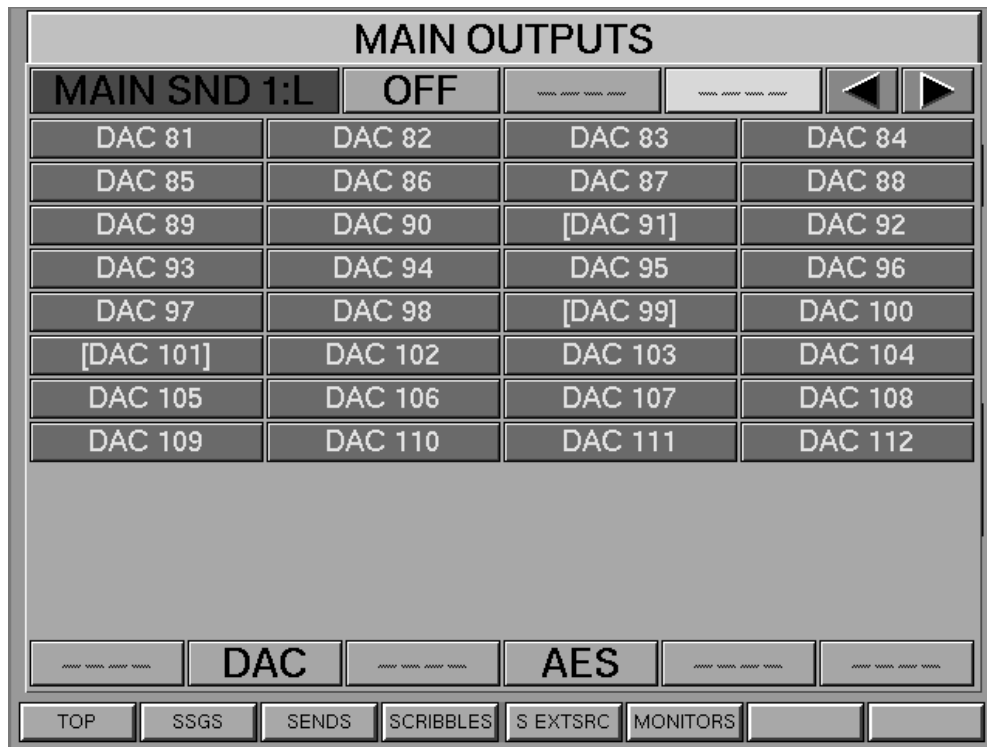 MAIN OUTPUTS
MAIN SND 1:L OFF
DAC 81 DAC 82 DAC 83 DAC 84
DAC 85 DAC 86 DAC 87 DAC 88
DAC 89 DAC 90 [DAC 91] DAC 92
DAC 93 DAC 94 DAC 95 DAC 96
DAC 97 DAC 98 [DAC 99] DAC 100
[DAC 101] DAC 102 DAC 103 DAC 104
DAC 105 DAC 106 DAC 107 DAC 108
DAC 109 DAC 110 DAC 111 DAC 112
DAC AES
TOP SSGS SENDS SCRIBBLES S EXTSRC MONITORS